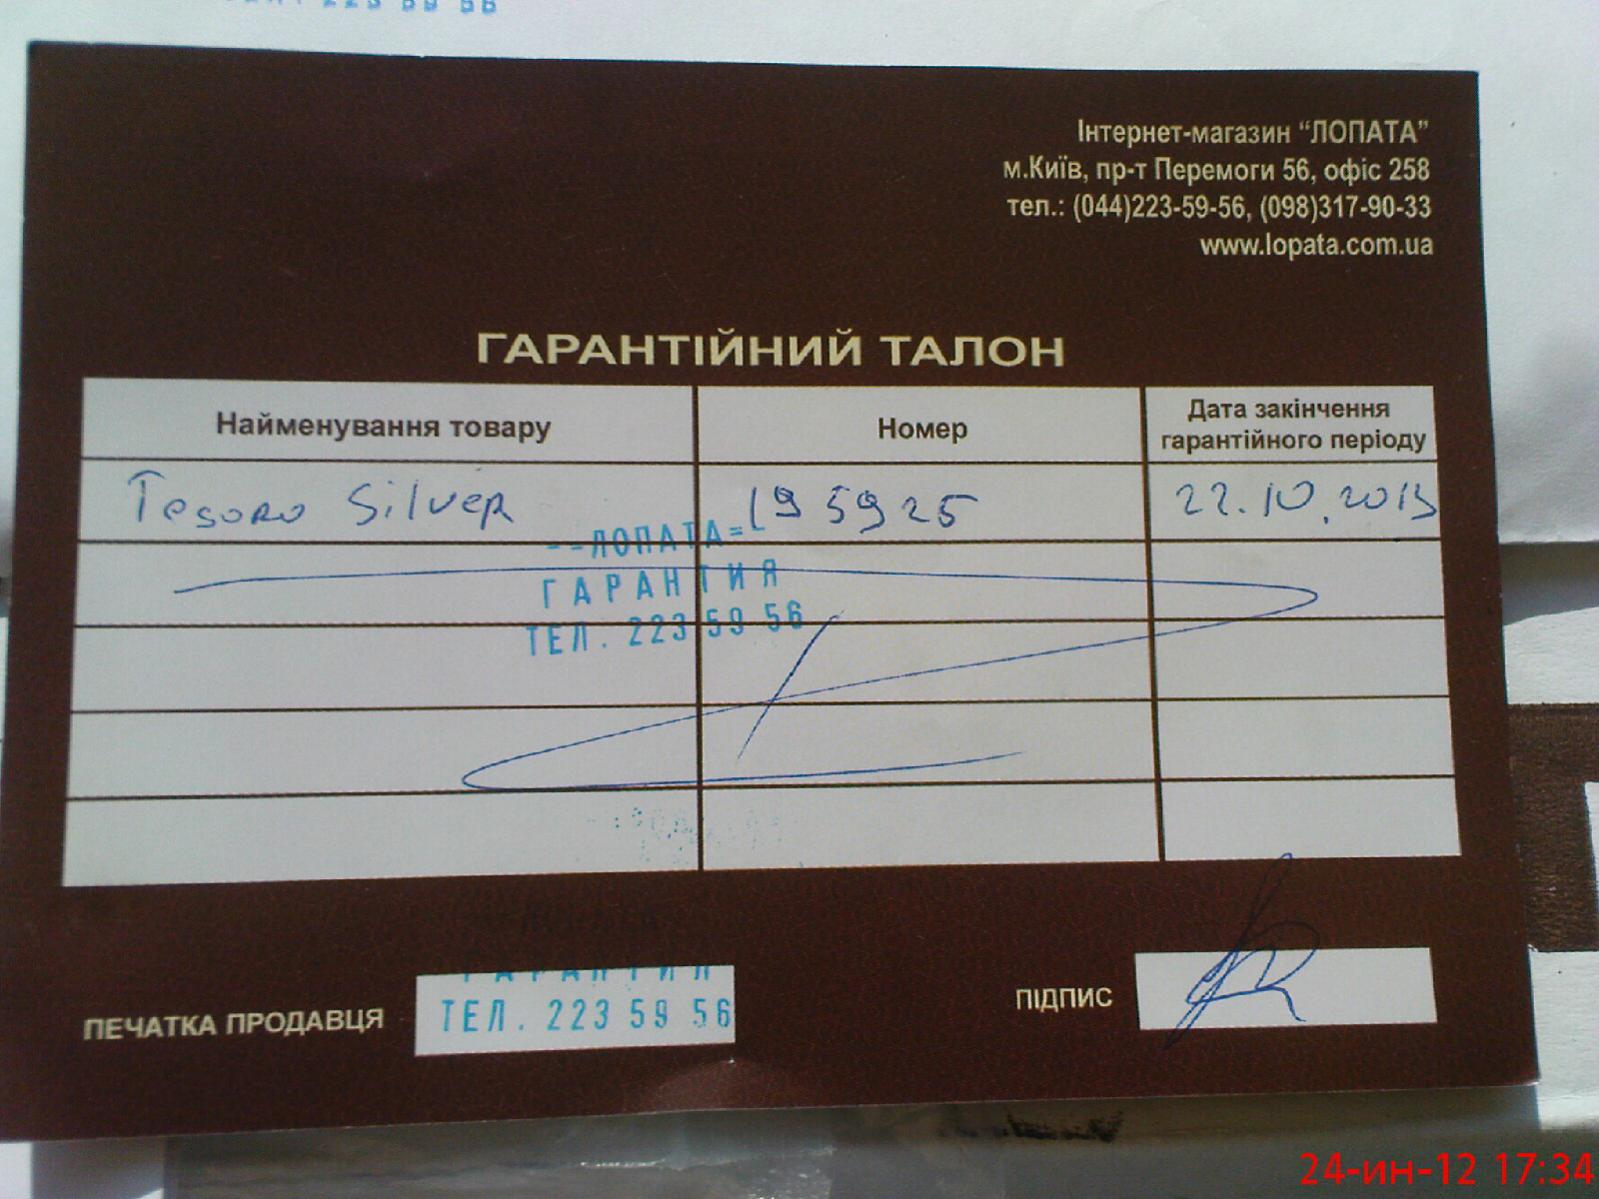 Інтернет-магазин “ЛОПАТА”
м.Київ, пр-т Перемоги 56, офіс 258
тел.: (044)223-59-56, (098)317-90-33
www.lopata.com.ua
ГАРАНТІЙНИЙ ТАЛОН
Найменування товару
Номер
Дата закінчення
гарантійного періоду
Tesoro Silver
195925
22.10.2013
--ЛОПАТА=
ГАРАНТИЯ
ТЕЛ. 223 59 56
ПЕЧАТКА ПРОДАВЦЯ
ГАРАНТИЯ
ТЕЛ. 223 59 56
ПІДПИС
24-ин-12 17:34